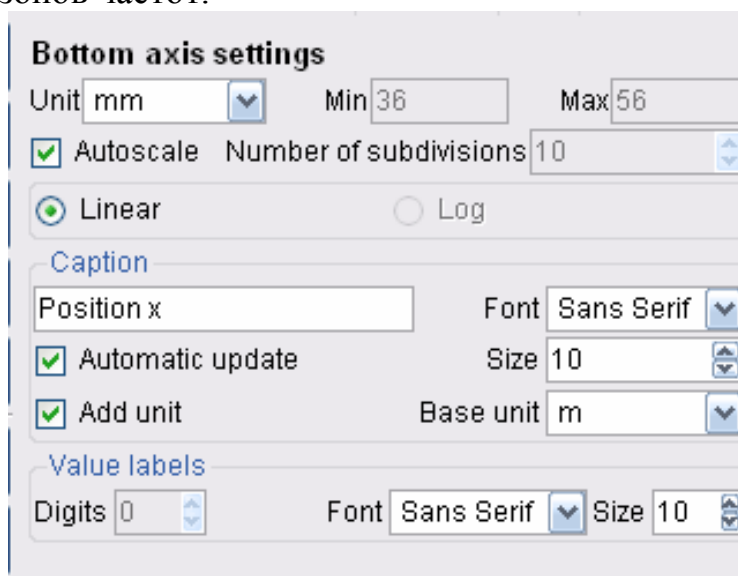 зонов частот.
Bottom axis settings
Unit mm Min 36 Max 56
Autoscale Number of subdivisions 10
Linear Log
Caption
Position x Font Sans Serif
Automatic update Size 10
Add unit Base unit m
Value labels
Digits 0 Font Sans Serif Size 10